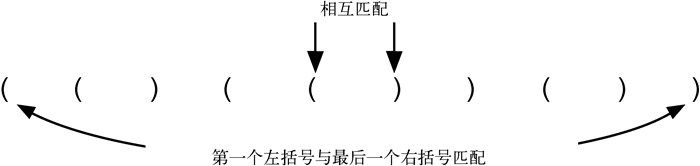 相互匹配
( ( ) ( ( ) ) ( ) )
第一个左括号与最后一个右括号匹配